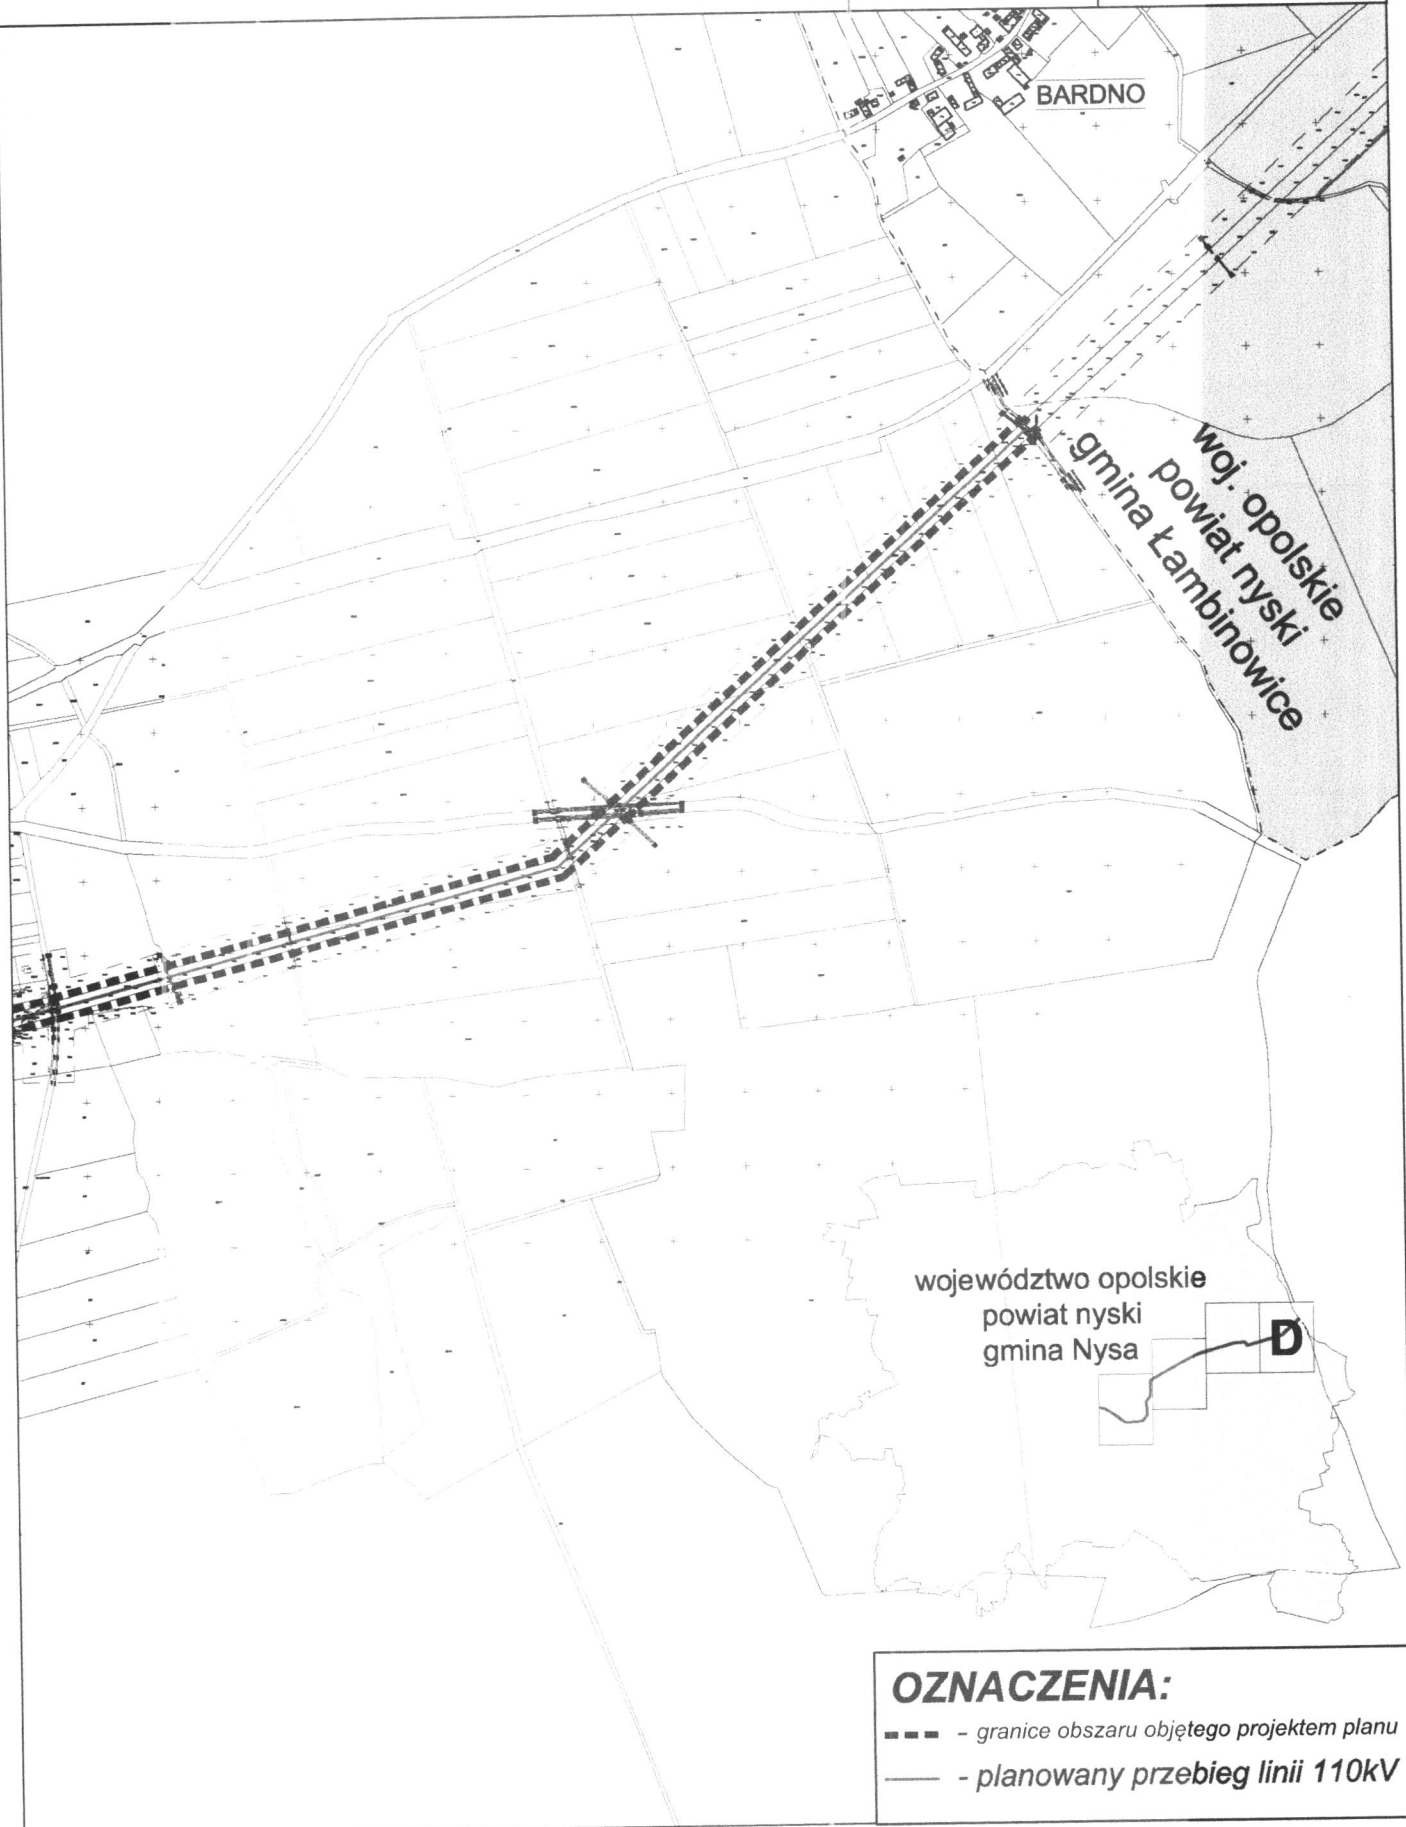 BARDNO
woj. opolskie
powiat nyski
gmina Łambinowice
województwo opolskie
powiat nyski
gmina Nysa
D
OZNACZENIA:
- granice obszaru objętego projektem planu
- planowany przebieg linii 110kV